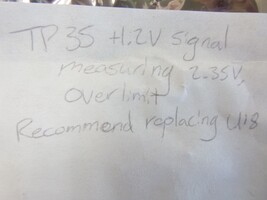 TP 35 +1.2V signal
measuring 2.35V,
over limit
Recommend replacing U18